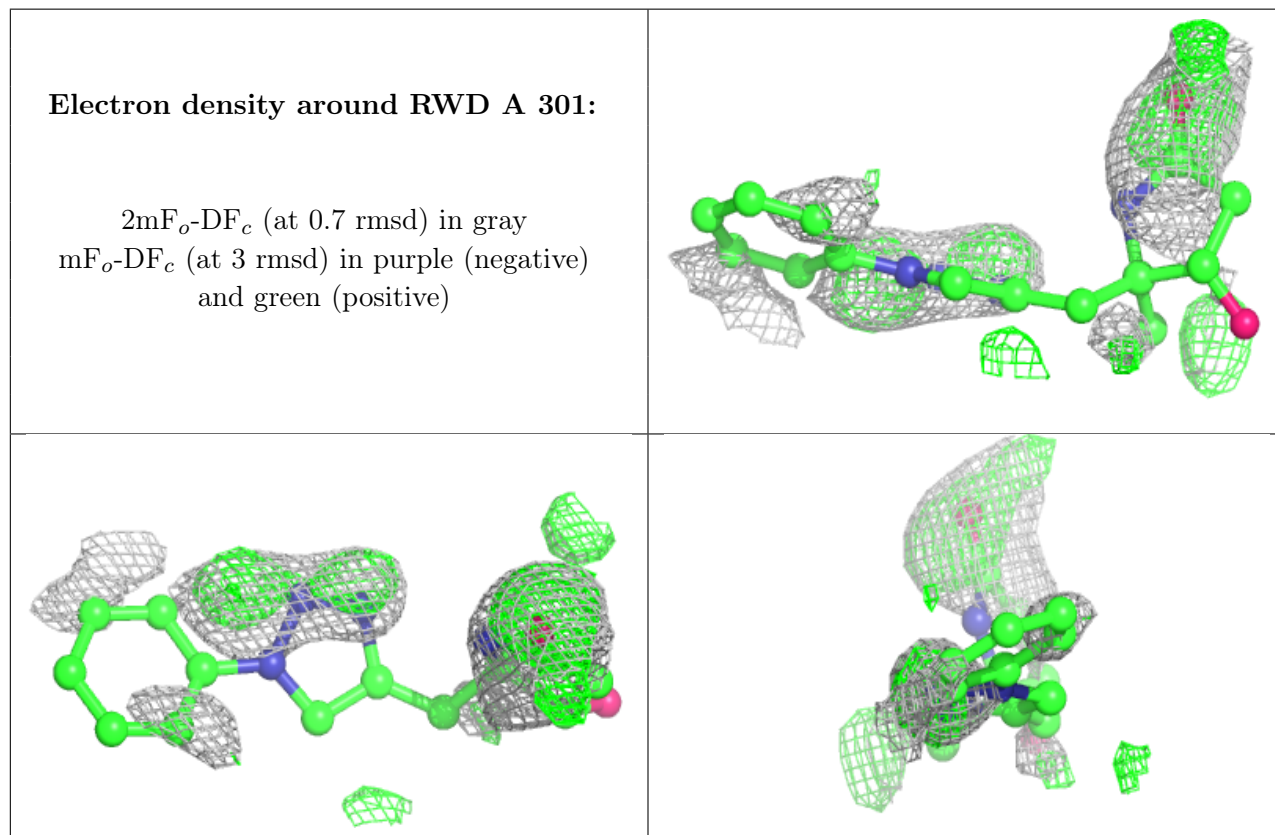 Electron density around RWD A 301:
2mFo-DFc (at 0.7 rmsd) in gray
mFo-DFc (at 3 rmsd) in purple (negative)
and green (positive)